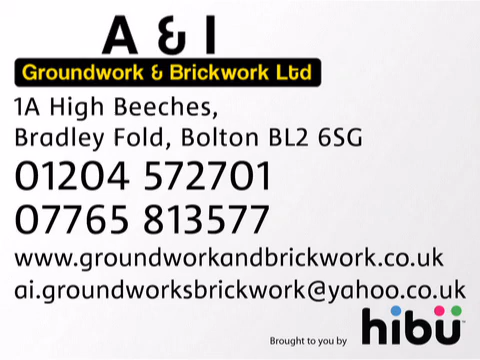 A & I
Groundwork & Brickwork Ltd
1A High Beeches,
Bradley Fold, Bolton BL2 6SG
01204 572701
07765 813577
www.groundworkandbrickwork.co.uk
ai.groundworksbrickwork@yahoo.co.uk
Brought to you by hibü